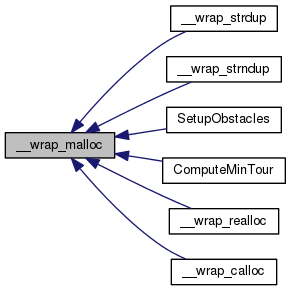 __wrap_strdup
__wrap_strndup
SetupObstacles
__wrap_malloc
ComputeMinTour
__wrap_realloc
__wrap_calloc